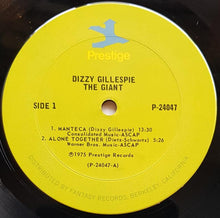 Prestige
DIZZY GILLESPIE
THE GIANT
SIDE 1
P-24047
1. MANTECA (Dizzy Gillespie) 13:30
Consolidated Music-ASCAP
2. ALONE TOGETHER (Dietz-Schwartz) 5:26
Warner Bros. Music-ASCAP
℗1975 Prestige Records
(P-24047-A)
DISTRIBUTED BY FANTASY RECORDS, BERKELEY, CALIFORNIA